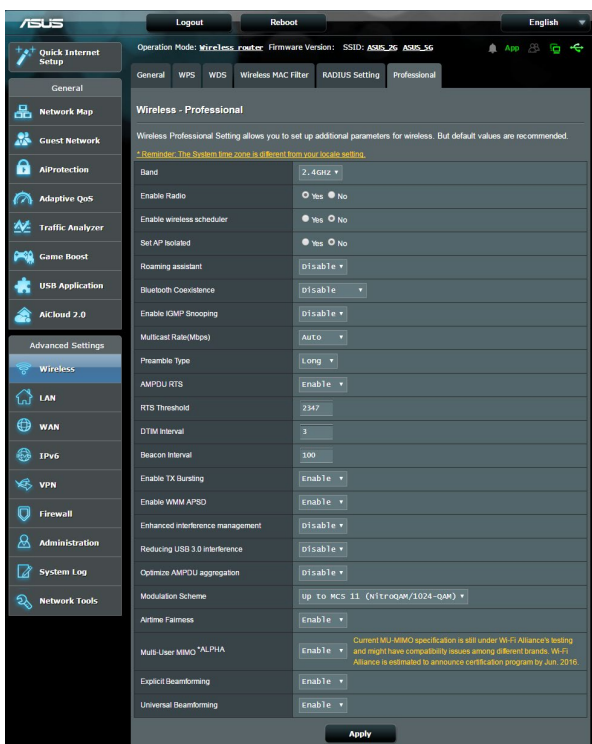 ASUS
Logout Reboot English
Operation Mode: Wireless router Firmware Version: SSID: ASUS_2G ASUS_5G
App
Quick Internet Setup
General
Network Map
Guest Network
AiProtection
Adaptive QoS
Traffic Analyzer
Game Boost
USB Application
AiCloud 2.0
Advanced Settings
Wireless
LAN
WAN
IPv6
VPN
Firewall
Administration
System Log
Network Tools
General WPS WDS Wireless MAC Filter RADIUS Setting Professional
Wireless - Professional
Wireless Professional Setting allows you to set up additional parameters for wireless. But default values are recommended.
* Reminder: The System time zone is different from your locale setting.
Band 2.4GHz
Enable Radio Yes No
Enable wireless scheduler Yes No
Set AP Isolated Yes No
Roaming assistant Disable
Bluetooth Coexistence Disable
Enable IGMP Snooping Disable
Multicast Rate(Mbps) Auto
Preamble Type Long
AMPDU RTS Enable
RTS Threshold 2347
DTIM Interval 3
Beacon Interval 100
Enable TX Bursting Enable
Enable WMM APSD Enable
Enhanced interference management Disable
Reducing USB 3.0 interference Disable
Optimize AMPDU aggregation Disable
Modulation Scheme Up to MCS 11 (NitroQAM/1024-QAM)
Airtime Fairness Enable
Multi-User MIMO *ALPHA Enable
Current MU-MIMO specification is still under Wi-Fi Alliance's testing
and might have compatibility issues among different brands. Wi-Fi
Alliance is estimated to announce certification program by Jun. 2016.
Explicit Beamforming Enable
Universal Beamforming Enable
Apply